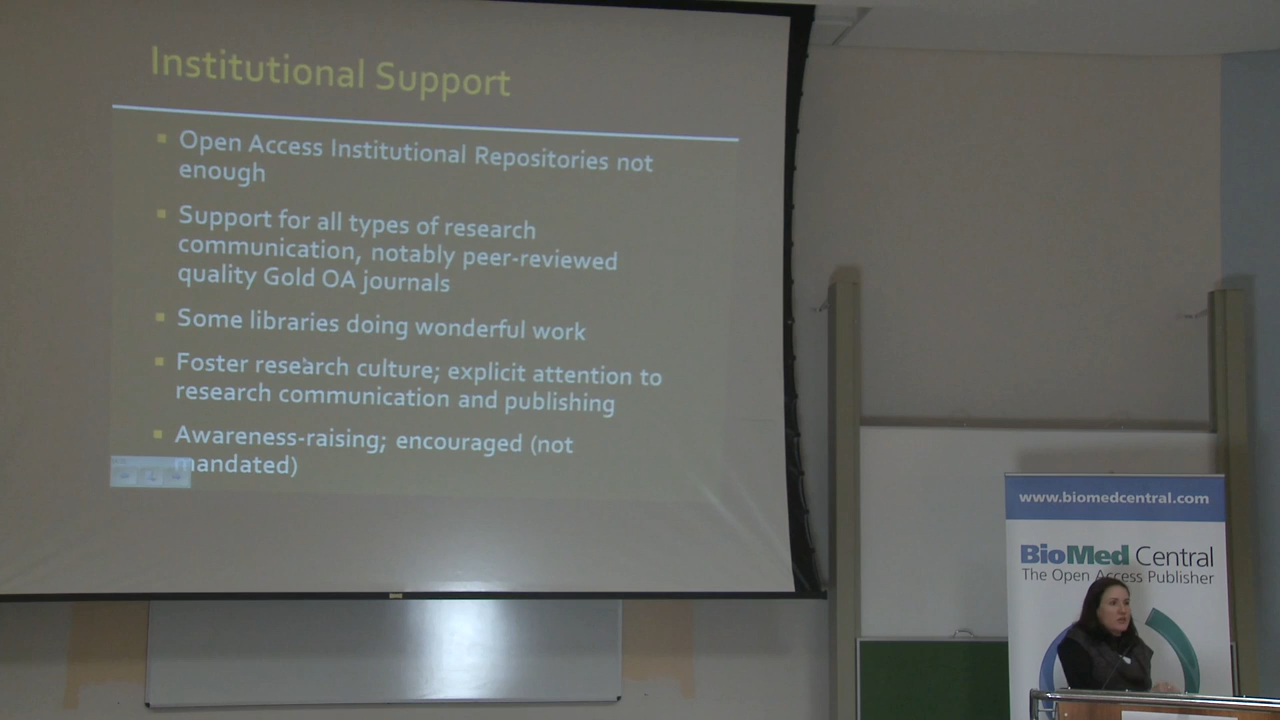 Institutional Support
Open Access Institutional Repositories not
enough
Support for all types of research
communication, notably peer-reviewed
quality Gold OA journals
Some libraries doing wonderful work
Foster research culture; explicit attention to
research communication and publishing
Awareness-raising; encouraged (not
mandated)
www.biomedcentral.com
BioMed Central
The Open Access Publisher